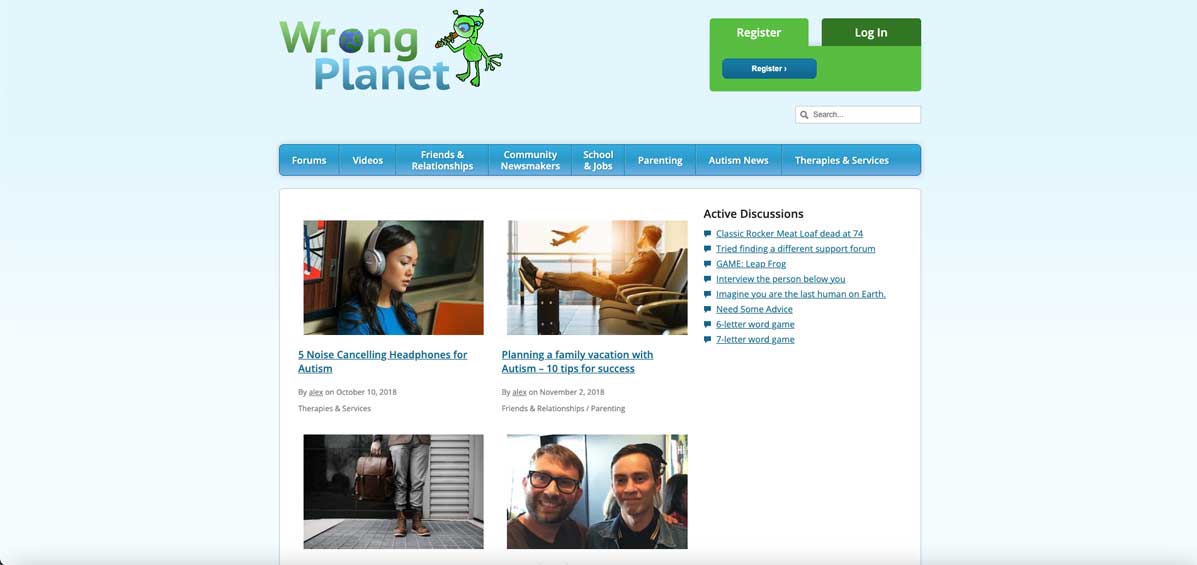 Wrong
Planet
Register
Log In
Register ›
Search...
Forums
Videos
Friends &
Relationships
Community
Newsmakers
School
& Jobs
Parenting
Autism News
Therapies & Services
5 Noise Cancelling Headphones for
Autism
By alex on October 10, 2018
Therapies & Services
Planning a family vacation with
Autism – 10 tips for success
By alex on November 2, 2018
Friends & Relationships / Parenting
Active Discussions
Classic Rocker Meat Loaf dead at 74
Tried finding a different support forum
GAME: Leap Frog
Interview the person below you
Imagine you are the last human on Earth.
Need Some Advice
6-letter word game
7-letter word game